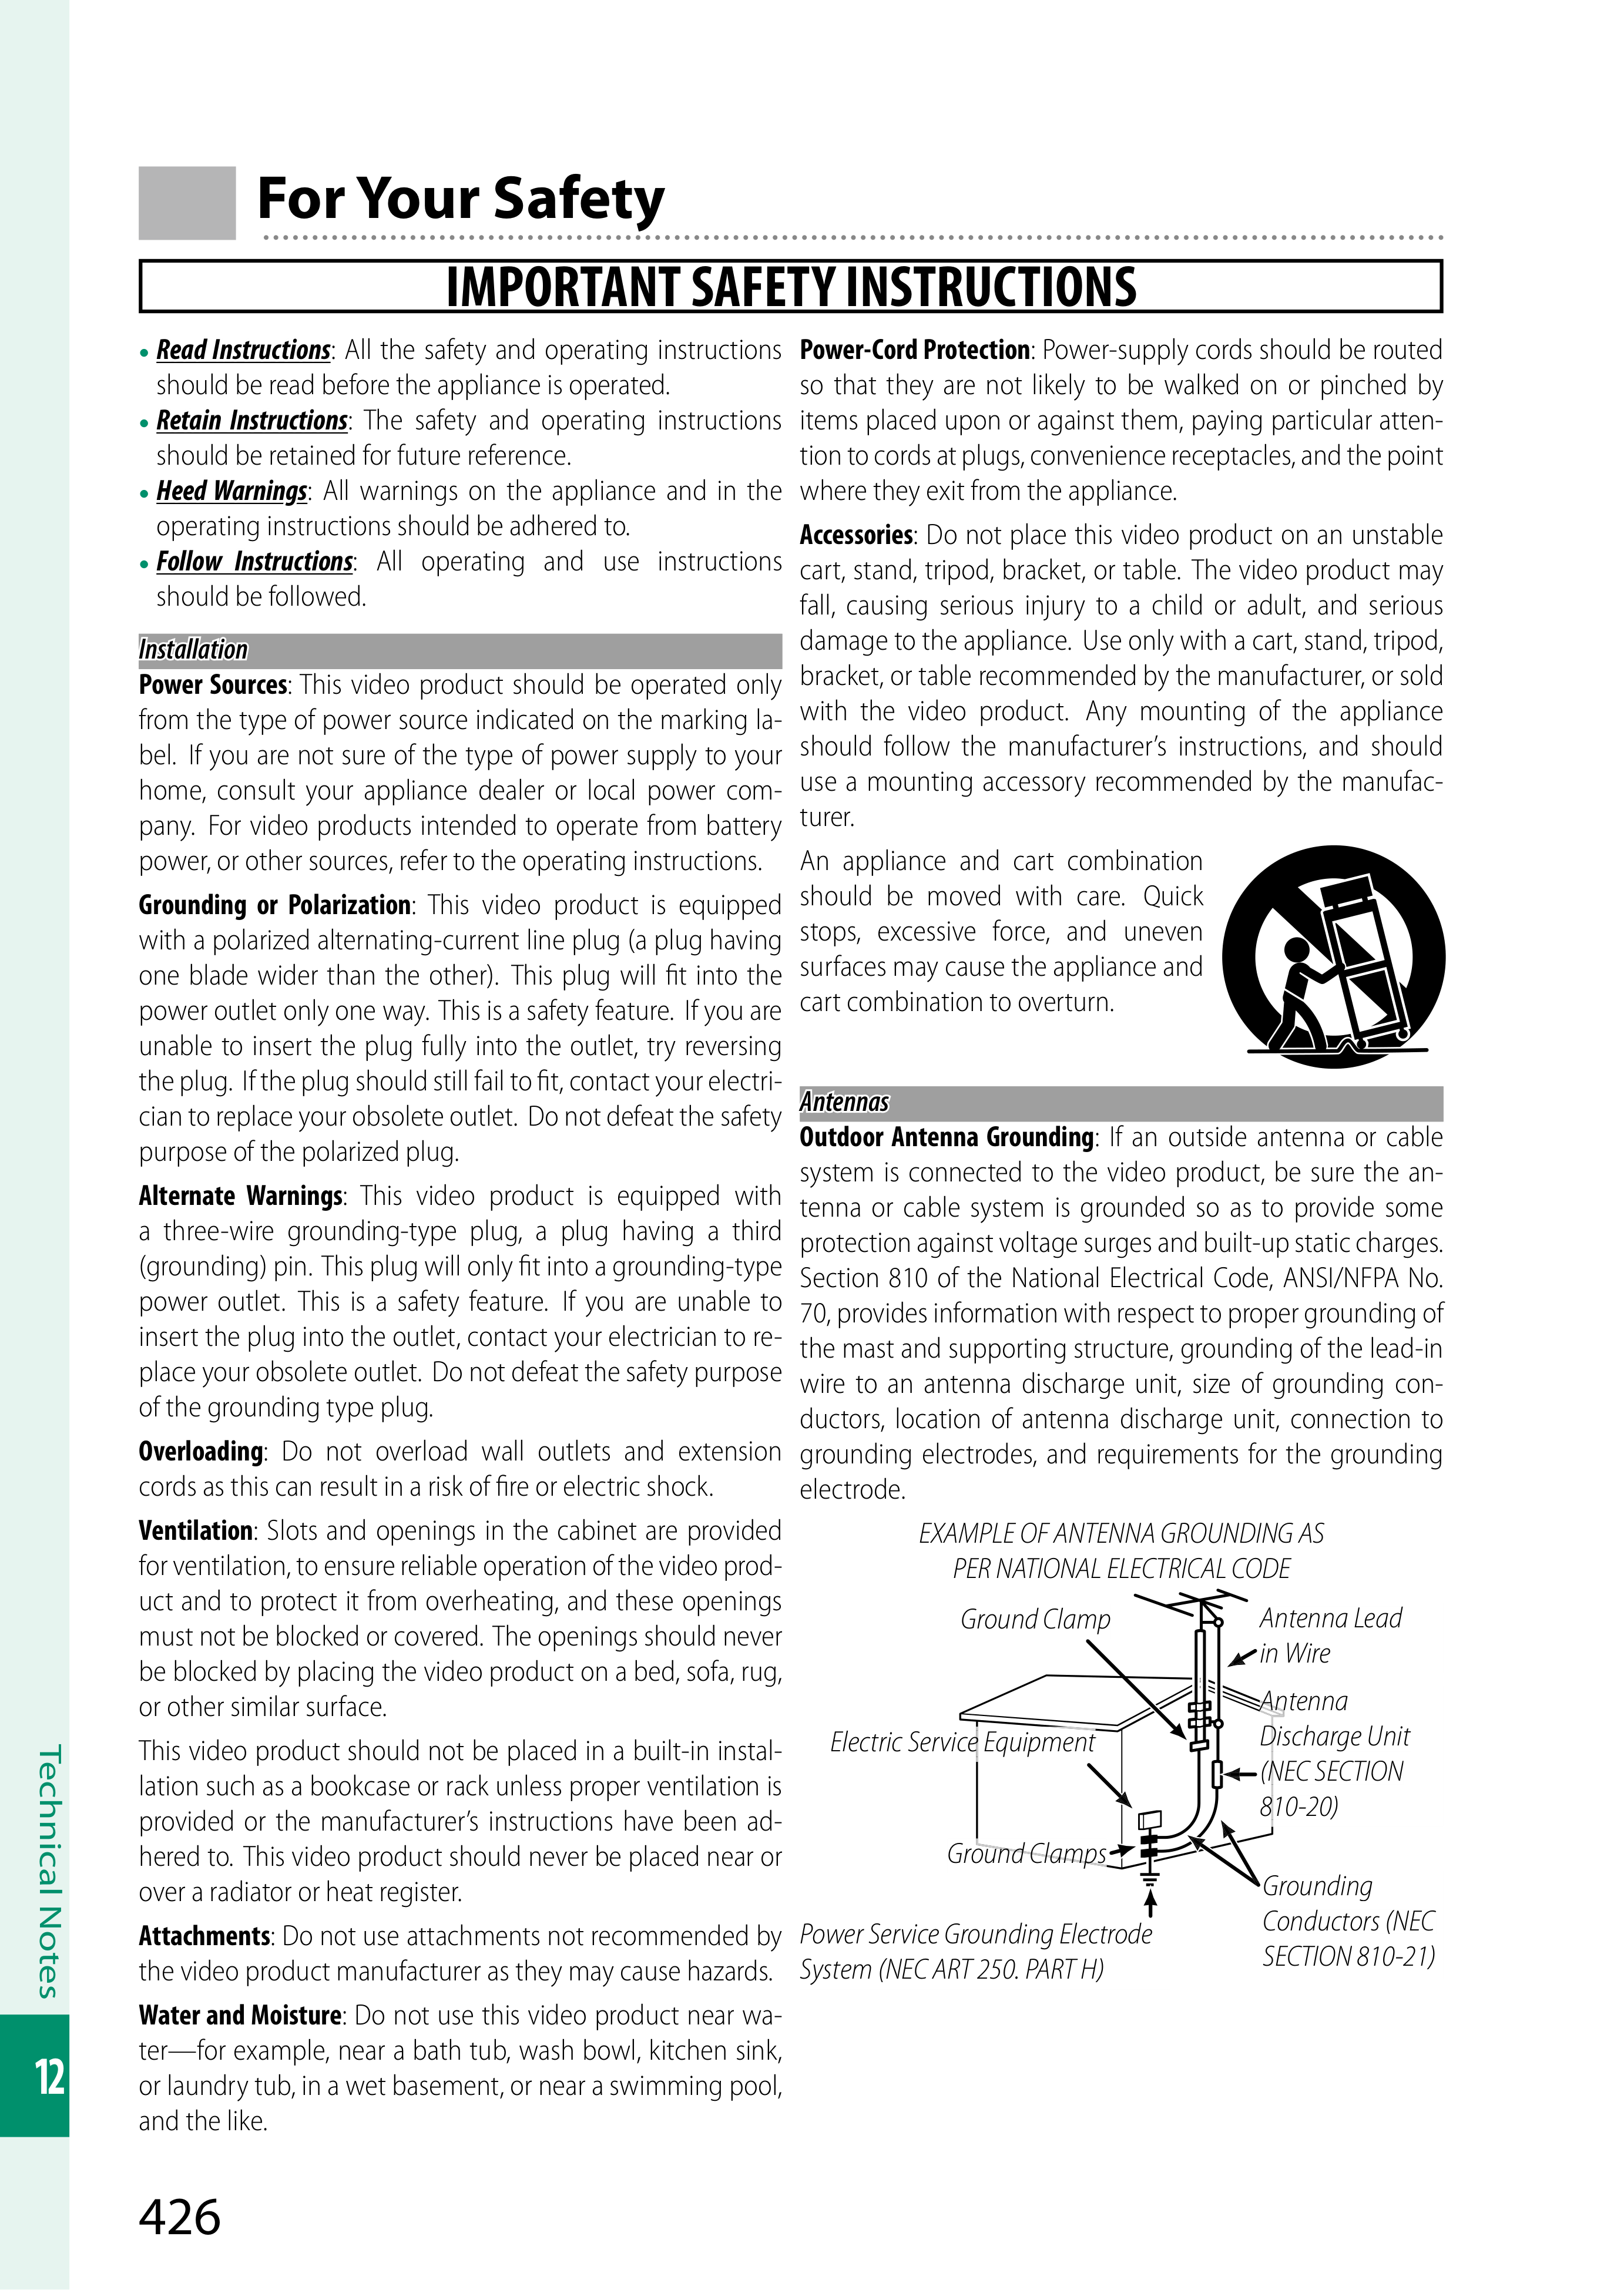 For Your Safety
IMPORTANT SAFETY INSTRUCTIONS
• Read Instructions: All the safety and operating instructions
should be read before the appliance is operated.
• Retain Instructions: The safety and operating instructions
should be retained for future reference.
• Heed Warnings: All warnings on the appliance and in the
operating instructions should be adhered to.
• Follow Instructions: All operating and use instructions
should be followed.
Installation
Power Sources: This video product should be operated only
from the type of power source indicated on the marking la-
bel. If you are not sure of the type of power supply to your
home, consult your appliance dealer or local power com-
pany. For video products intended to operate from battery
power, or other sources, refer to the operating instructions.
Grounding or Polarization: This video product is equipped
with a polarized alternating-current line plug (a plug having
one blade wider than the other). This plug will fit into the
power outlet only one way. This is a safety feature. If you are
unable to insert the plug fully into the outlet, try reversing
the plug. If the plug should still fail to fit, contact your electri-
cian to replace your obsolete outlet. Do not defeat the safety
purpose of the polarized plug.
Alternate Warnings: This video product is equipped with
a three-wire grounding-type plug, a plug having a third
(grounding) pin. This plug will only fit into a grounding-type
power outlet. This is a safety feature. If you are unable to
insert the plug into the outlet, contact your electrician to re-
place your obsolete outlet. Do not defeat the safety purpose
of the grounding type plug.
Overloading: Do not overload wall outlets and extension
cords as this can result in a risk of fire or electric shock.
Ventilation: Slots and openings in the cabinet are provided
for ventilation, to ensure reliable operation of the video prod-
uct and to protect it from overheating, and these openings
must not be blocked or covered. The openings should never
be blocked by placing the video product on a bed, sofa, rug,
or other similar surface.
This video product should not be placed in a built-in instal-
lation such as a bookcase or rack unless proper ventilation is
provided or the manufacturer's instructions have been ad-
hered to. This video product should never be placed near or
over a radiator or heat register.
Attachments: Do not use attachments not recommended by
the video product manufacturer as they may cause hazards.
Water and Moisture: Do not use this video product near wa-
ter—for example, near a bath tub, wash bowl, kitchen sink,
or laundry tub, in a wet basement, or near a swimming pool,
and the like.
Power-Cord Protection: Power-supply cords should be routed
so that they are not likely to be walked on or pinched by
items placed upon or against them, paying particular atten-
tion to cords at plugs, convenience receptacles, and the point
where they exit from the appliance.
Accessories: Do not place this video product on an unstable
cart, stand, tripod, bracket, or table. The video product may
fall, causing serious injury to a child or adult, and serious
damage to the appliance. Use only with a cart, stand, tripod,
bracket, or table recommended by the manufacturer, or sold
with the video product. Any mounting of the appliance
should follow the manufacturer's instructions, and should
use a mounting accessory recommended by the manufac-
turer.
An appliance and cart combination
should be moved with care. Quick
stops, excessive force, and uneven
surfaces may cause the appliance and
cart combination to overturn.
Antennas
Outdoor Antenna Grounding: If an outside antenna or cable
system is connected to the video product, be sure the an-
tenna or cable system is grounded so as to provide some
protection against voltage surges and built-up static charges.
Section 810 of the National Electrical Code, ANSI/NFPA No.
70, provides information with respect to proper grounding of
the mast and supporting structure, grounding of the lead-in
wire to an antenna discharge unit, size of grounding con-
ductors, location of antenna discharge unit, connection to
grounding electrodes, and requirements for the grounding
electrode.
EXAMPLE OF ANTENNA GROUNDING AS
PER NATIONAL ELECTRICAL CODE
Ground Clamp
Antenna Lead
in Wire
Antenna
Discharge Unit
(NEC SECTION
810-20)
Electric Service Equipment
Ground Clamps
Grounding
Conductors (NEC
SECTION 810-21)
Power Service Grounding Electrode
System (NEC ART 250. PART H)
Technical Notes
12
426